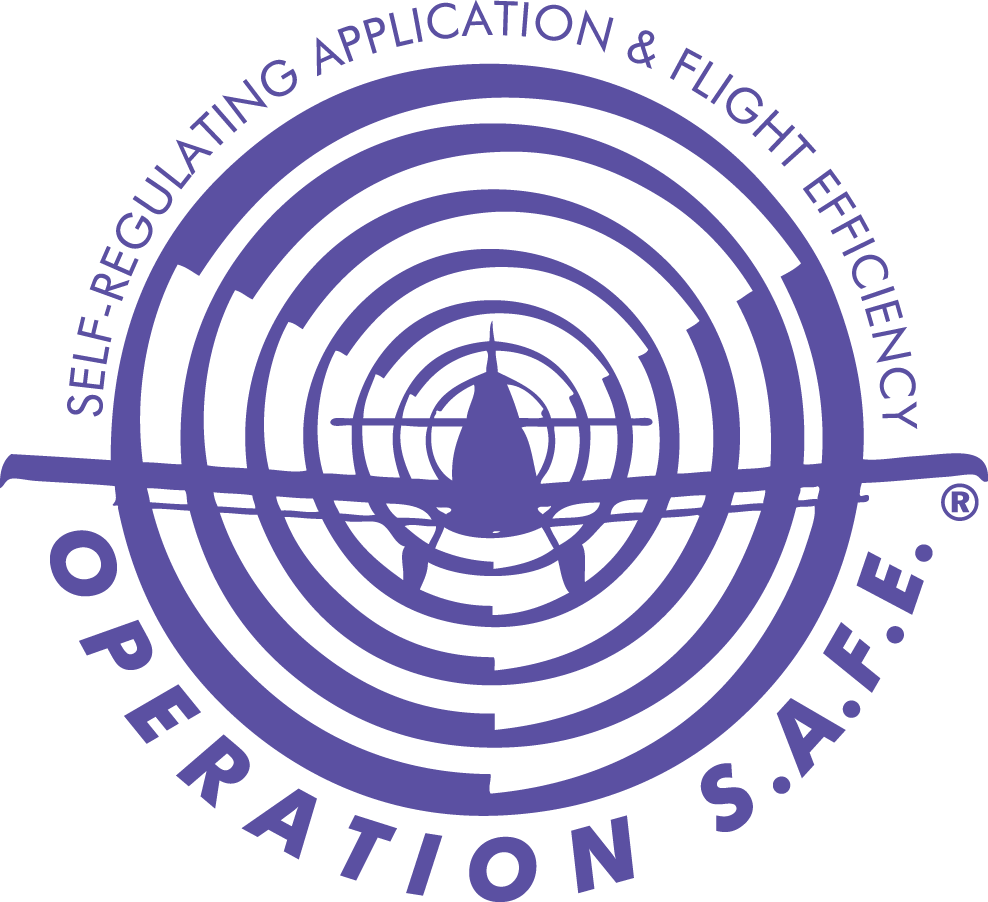 SELF-REGULATING APPLICATION & FLIGHT EFFICIENCY
OPERATION S.A.F.E.®